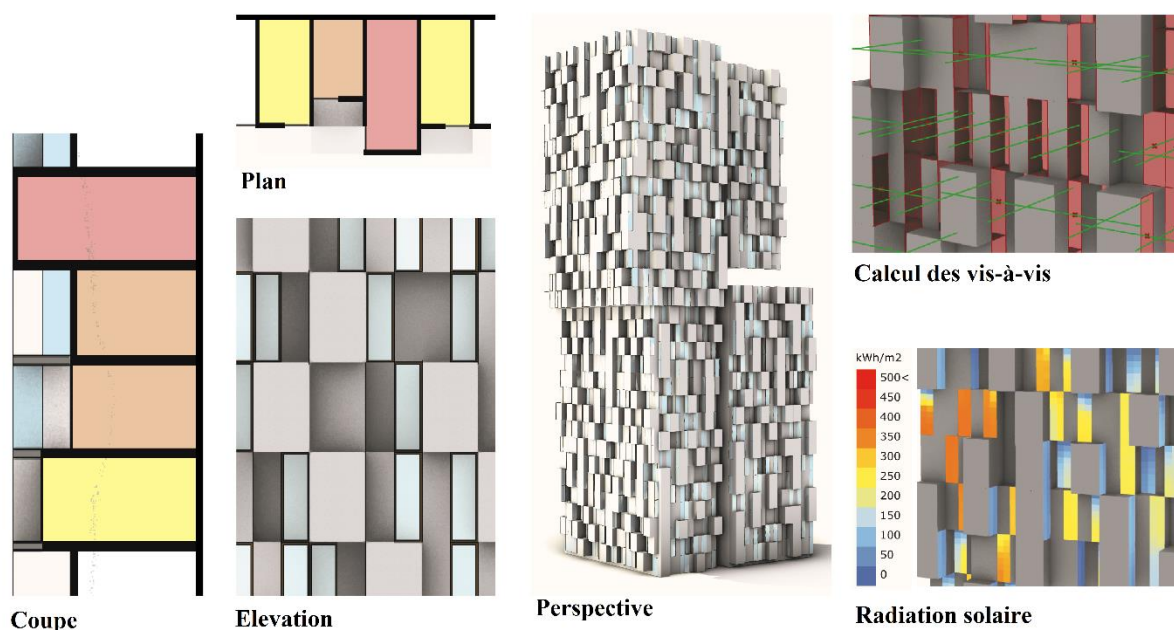 Plan
Calcul des vis-à-vis
kWh/m2
500<
450
400
350
300
250
200
150
100
50
0
Coupe
Elevation
Perspective
Radiation solaire